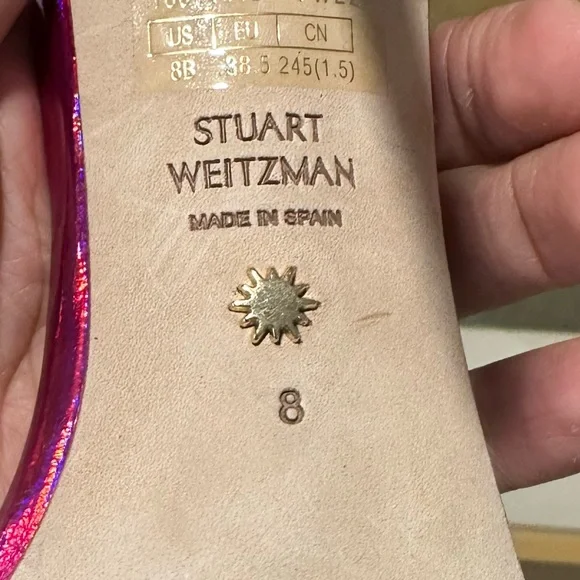 US EU CN
8B 38.5 245(1.5)
STUART
WEITZMAN
MADE IN SPAIN
8